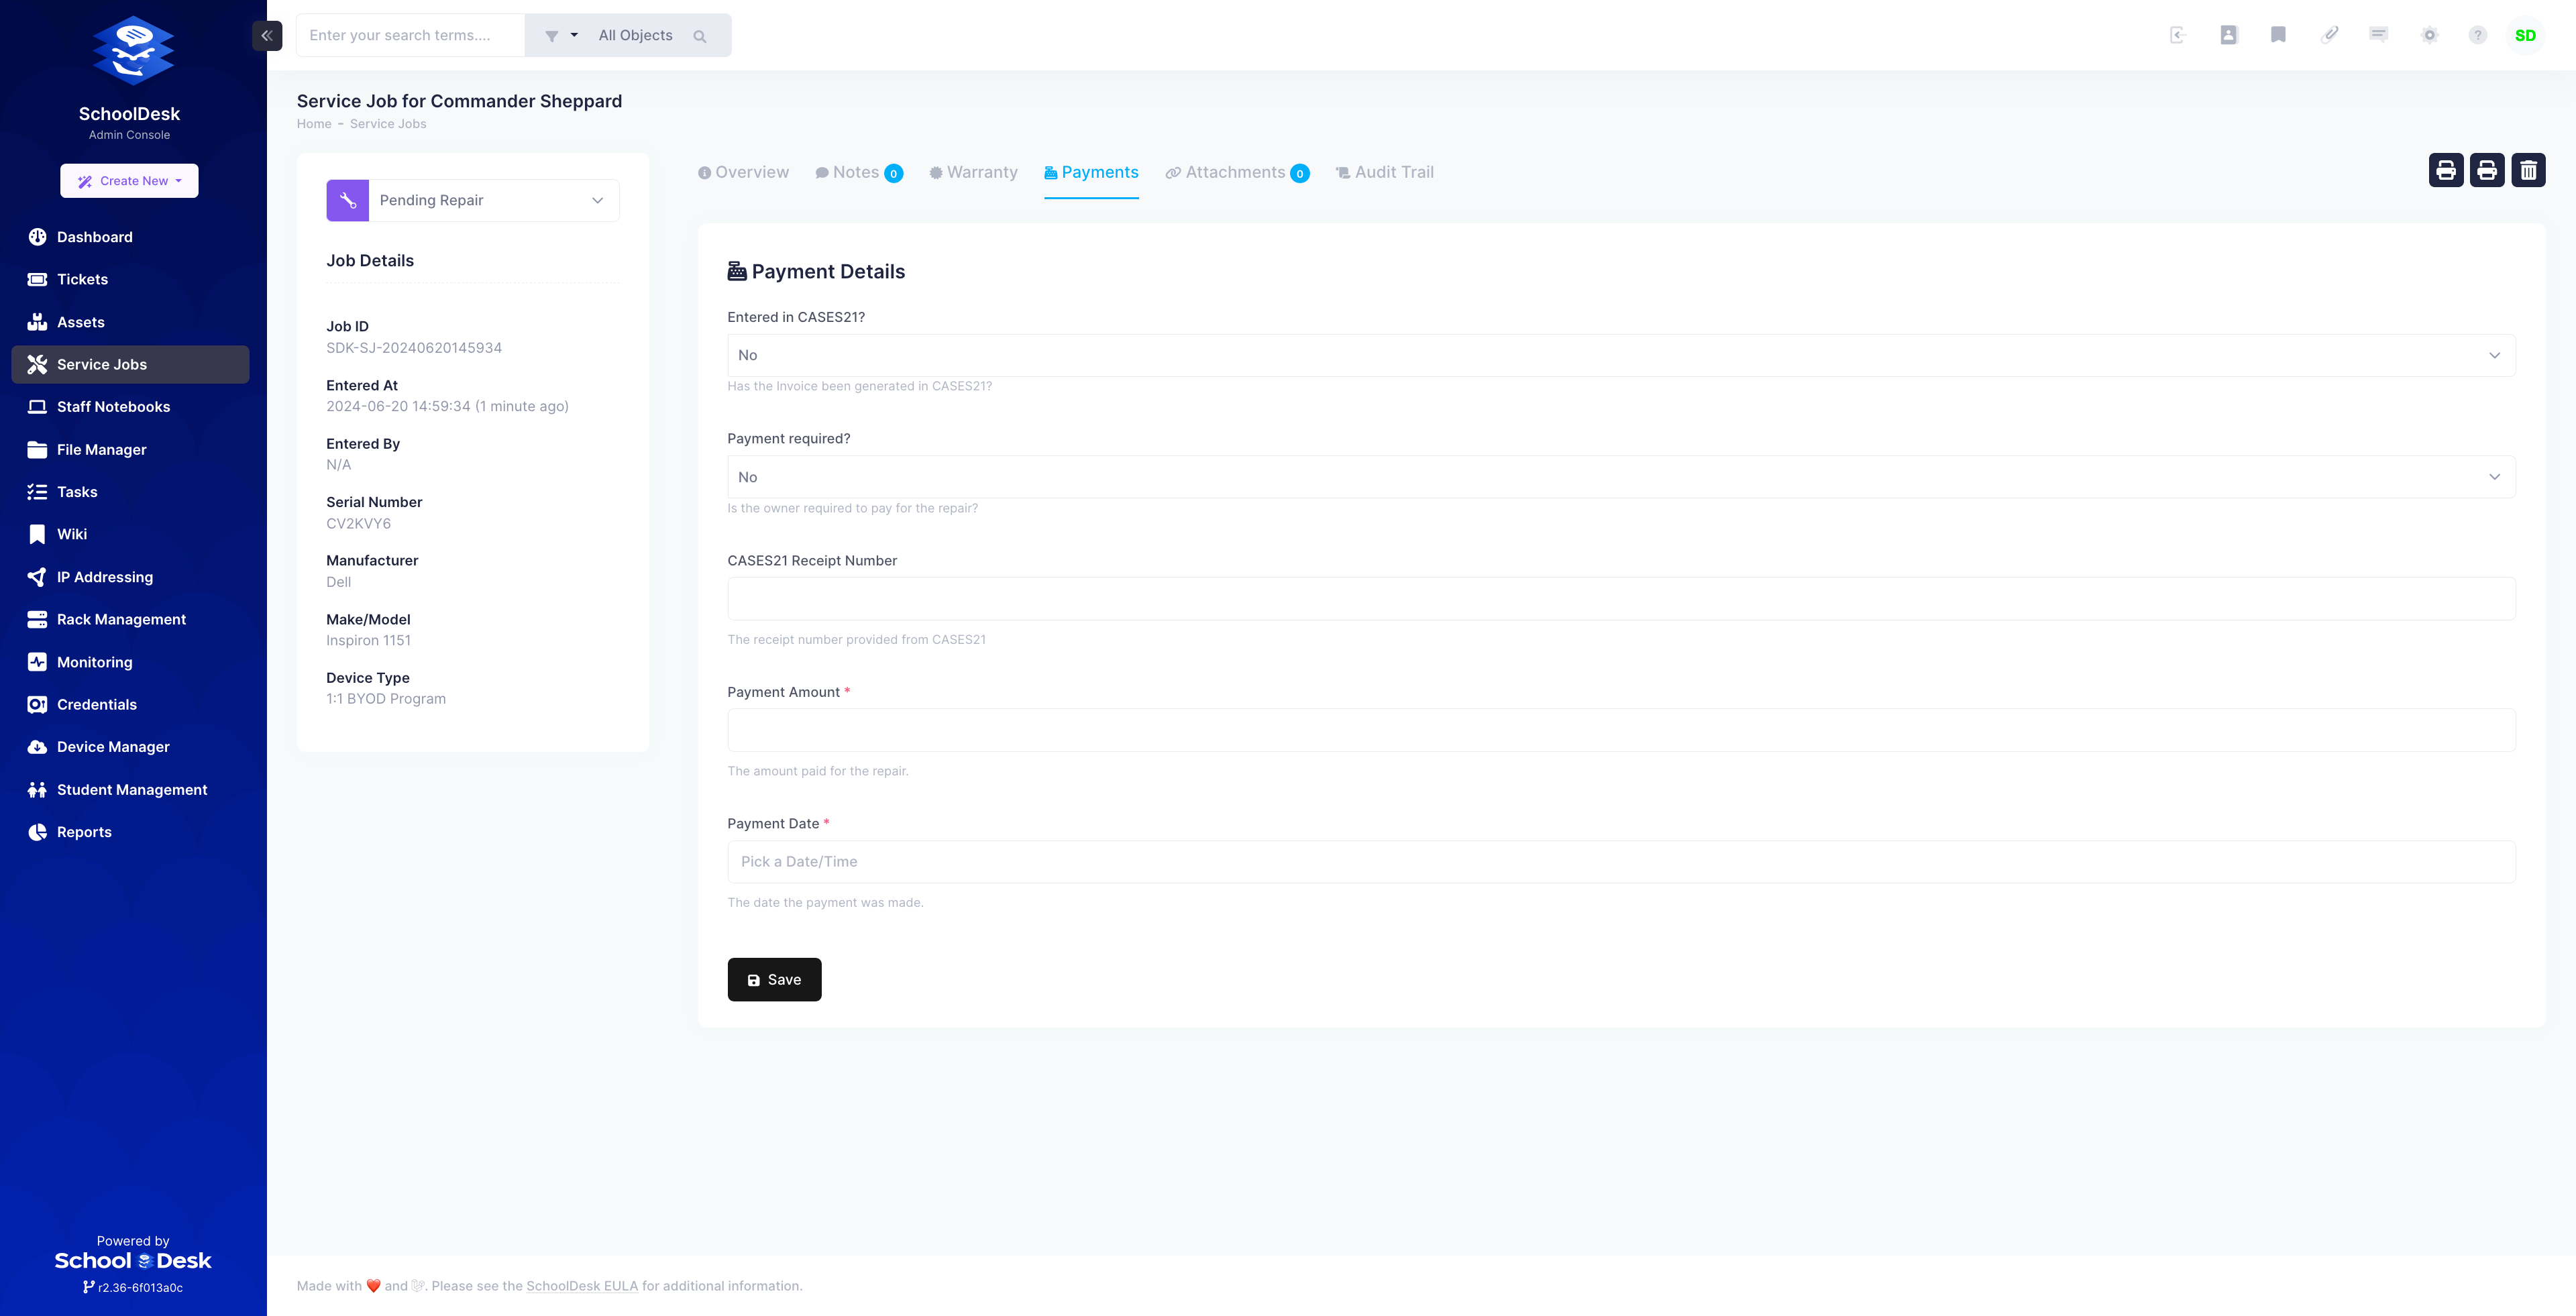 SchoolDesk
Admin Console
Create New
Dashboard
Tickets
Assets
Service Jobs
Staff Notebooks
File Manager
Tasks
Wiki
IP Addressing
Rack Management
Monitoring
Credentials
Device Manager
Student Management
Reports
Powered by
School Desk
r2.36-6f013a0c
Enter your search terms....
All Objects
SD
Service Job for Commander Sheppard
Home - Service Jobs
Pending Repair
Job Details
Job ID
SDK-SJ-20240620145934
Entered At
2024-06-20 14:59:34 (1 minute ago)
Entered By
N/A
Serial Number
CV2KVY6
Manufacturer
Dell
Make/Model
Inspiron 1151
Device Type
1:1 BYOD Program
Overview Notes 0 Warranty Payments Attachments 0 Audit Trail
Payment Details
Entered in CASES21?
No
Has the Invoice been generated in CASES21?
Payment required?
No
Is the owner required to pay for the repair?
CASES21 Receipt Number
The receipt number provided from CASES21
Payment Amount *
The amount paid for the repair.
Payment Date *
Pick a Date/Time
The date the payment was made.
Save
Made with ❤️ and 🕊. Please see the SchoolDesk EULA for additional information.